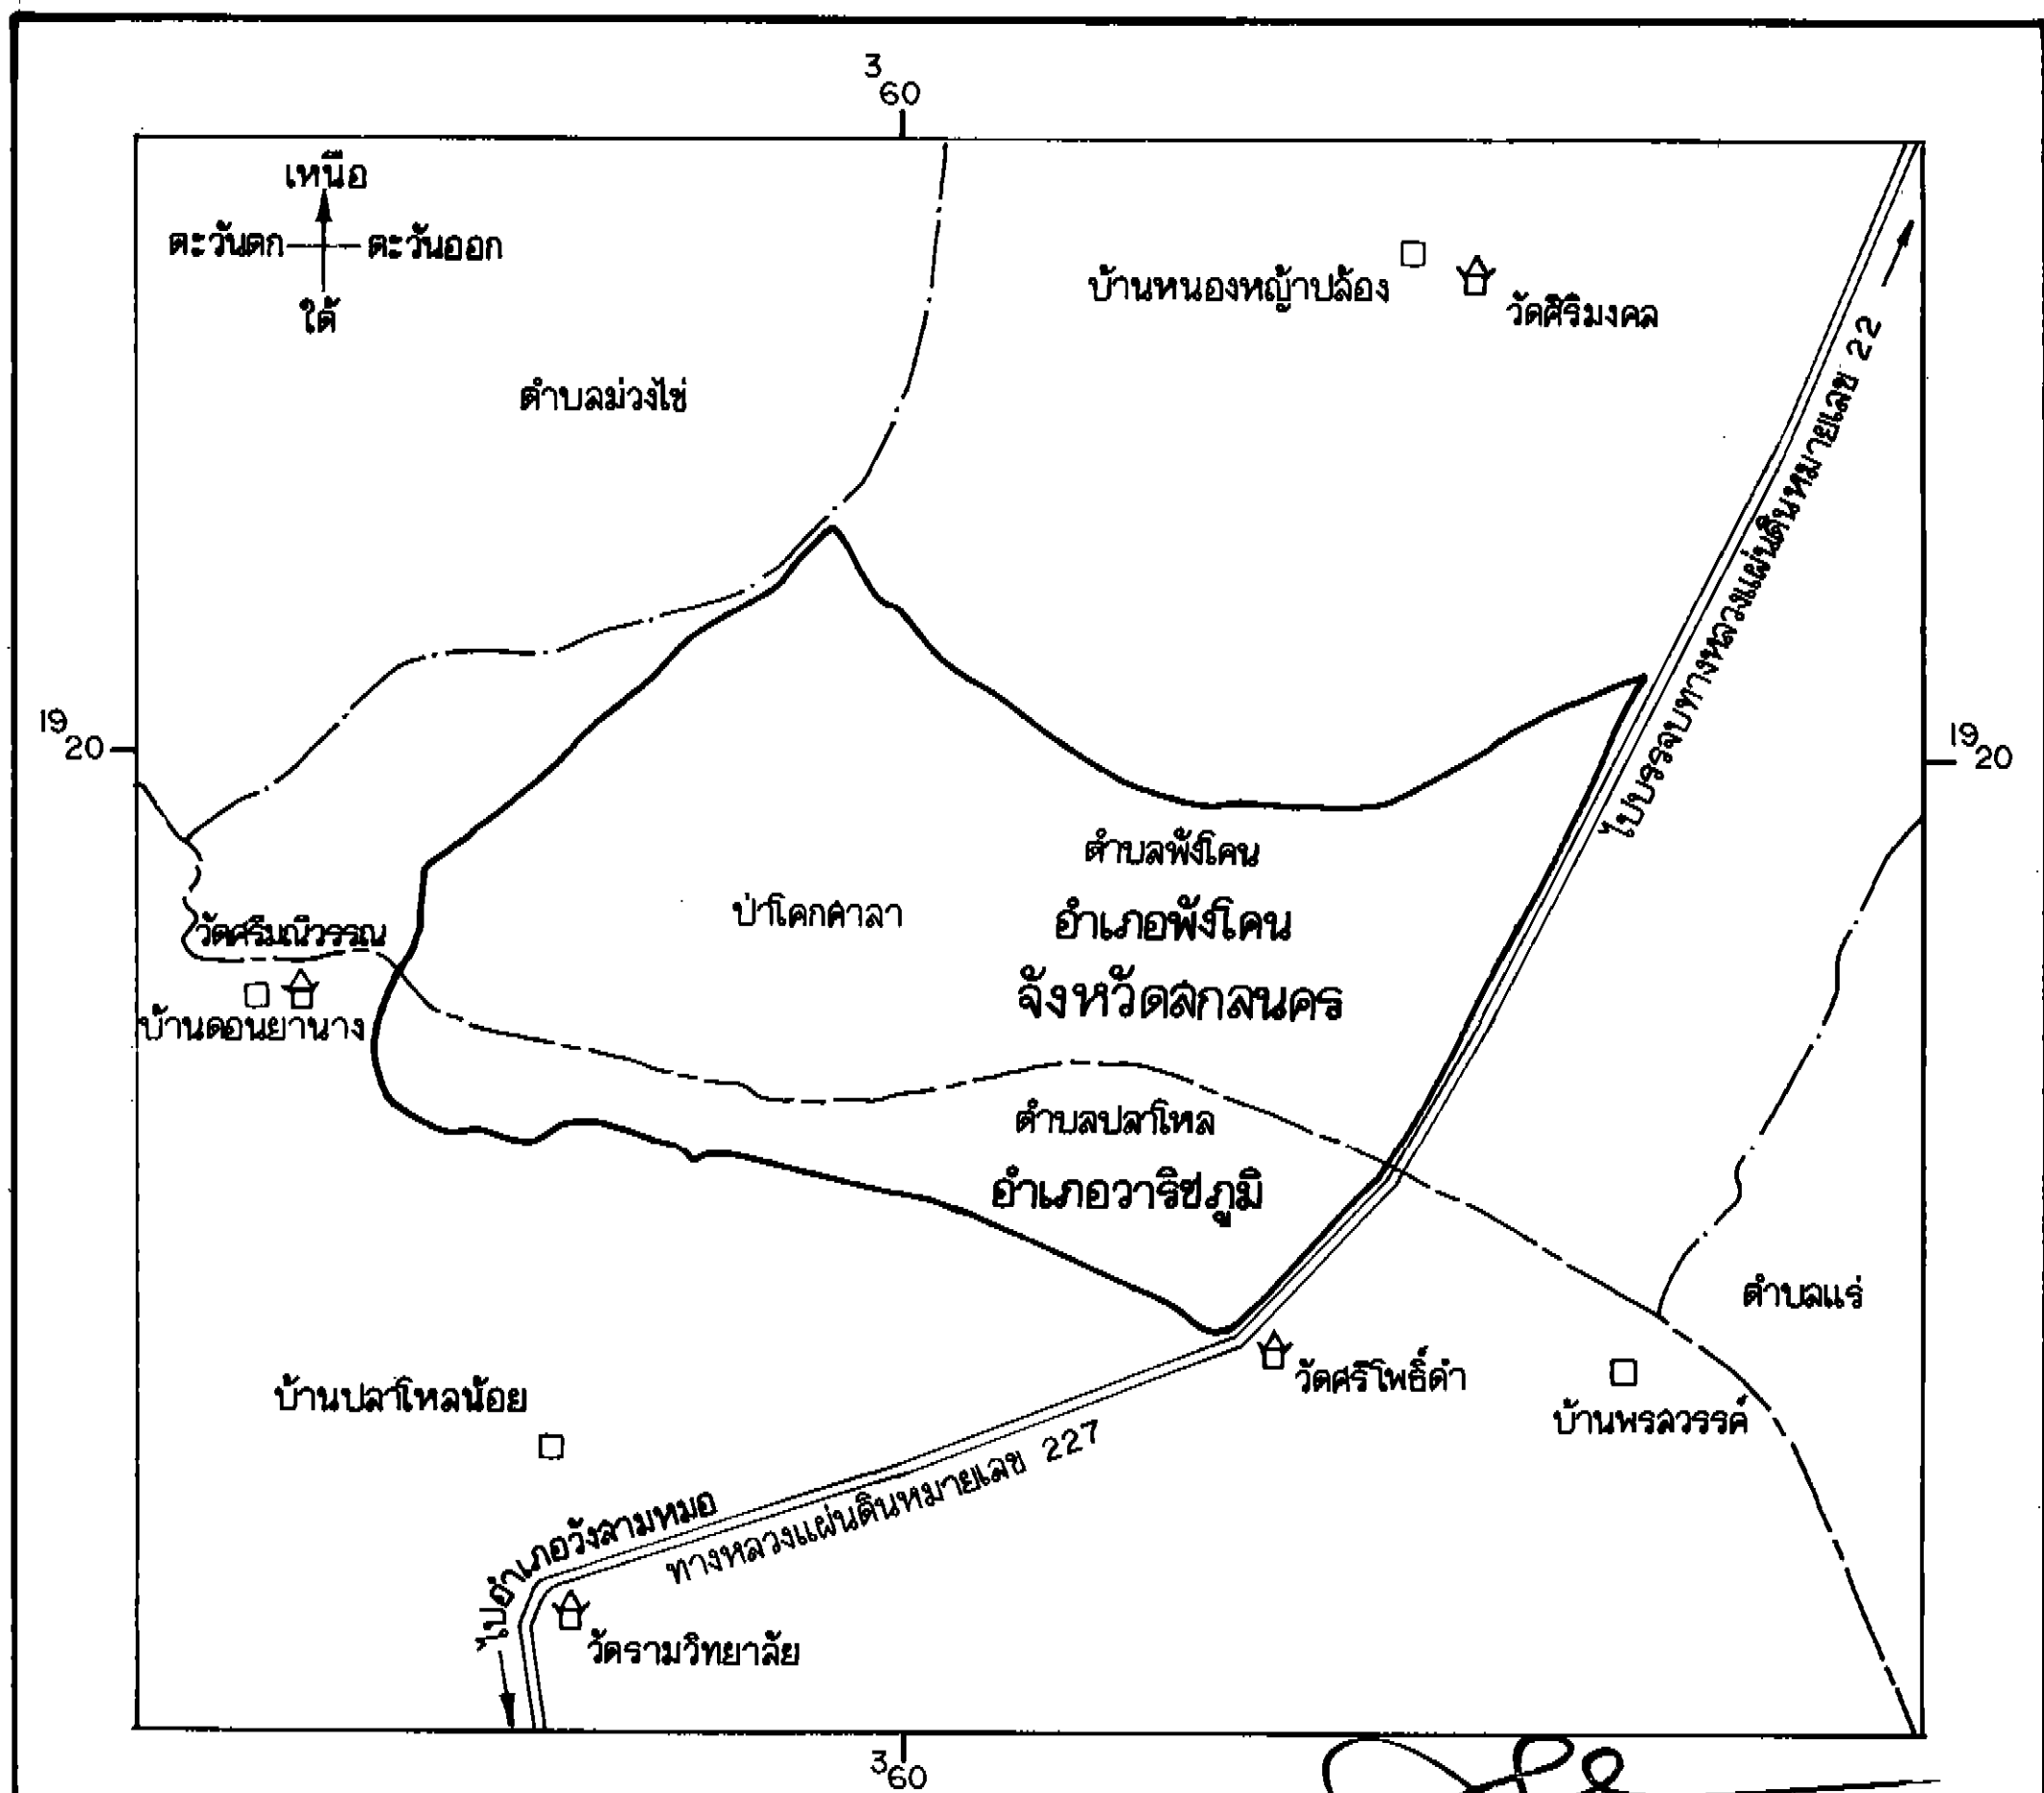 3
60
เหนือ
ตะวันตก
ตะวันออก
ใต้
บ้านหนองหญ้าปล้อง
วัดศิริมงคล
ตำบลม่วงไข่
ไปบรรจบทางหลวงแผ่นดินหมายเลข 22
19
20
19
20
ตำบลพังโคน
ป่าโคกศาลา
อำเภอพังโคน
วัดศรีมณีวรรณ
จังหวัดสกลนคร
บ้านดอนยานาง
ตำบลปลาโหล
อำเภอวาริชภูมิ
ตำบลแร่
วัดศรีโพธิ์ดำ
บ้านปลาโหลน้อย
บ้านพรสวรรค์
ทางหลวงแผ่นดินหมายเลข 227
ไปอำเภอวังสามหมอ
วัดรามวิทยาลัย
3
60